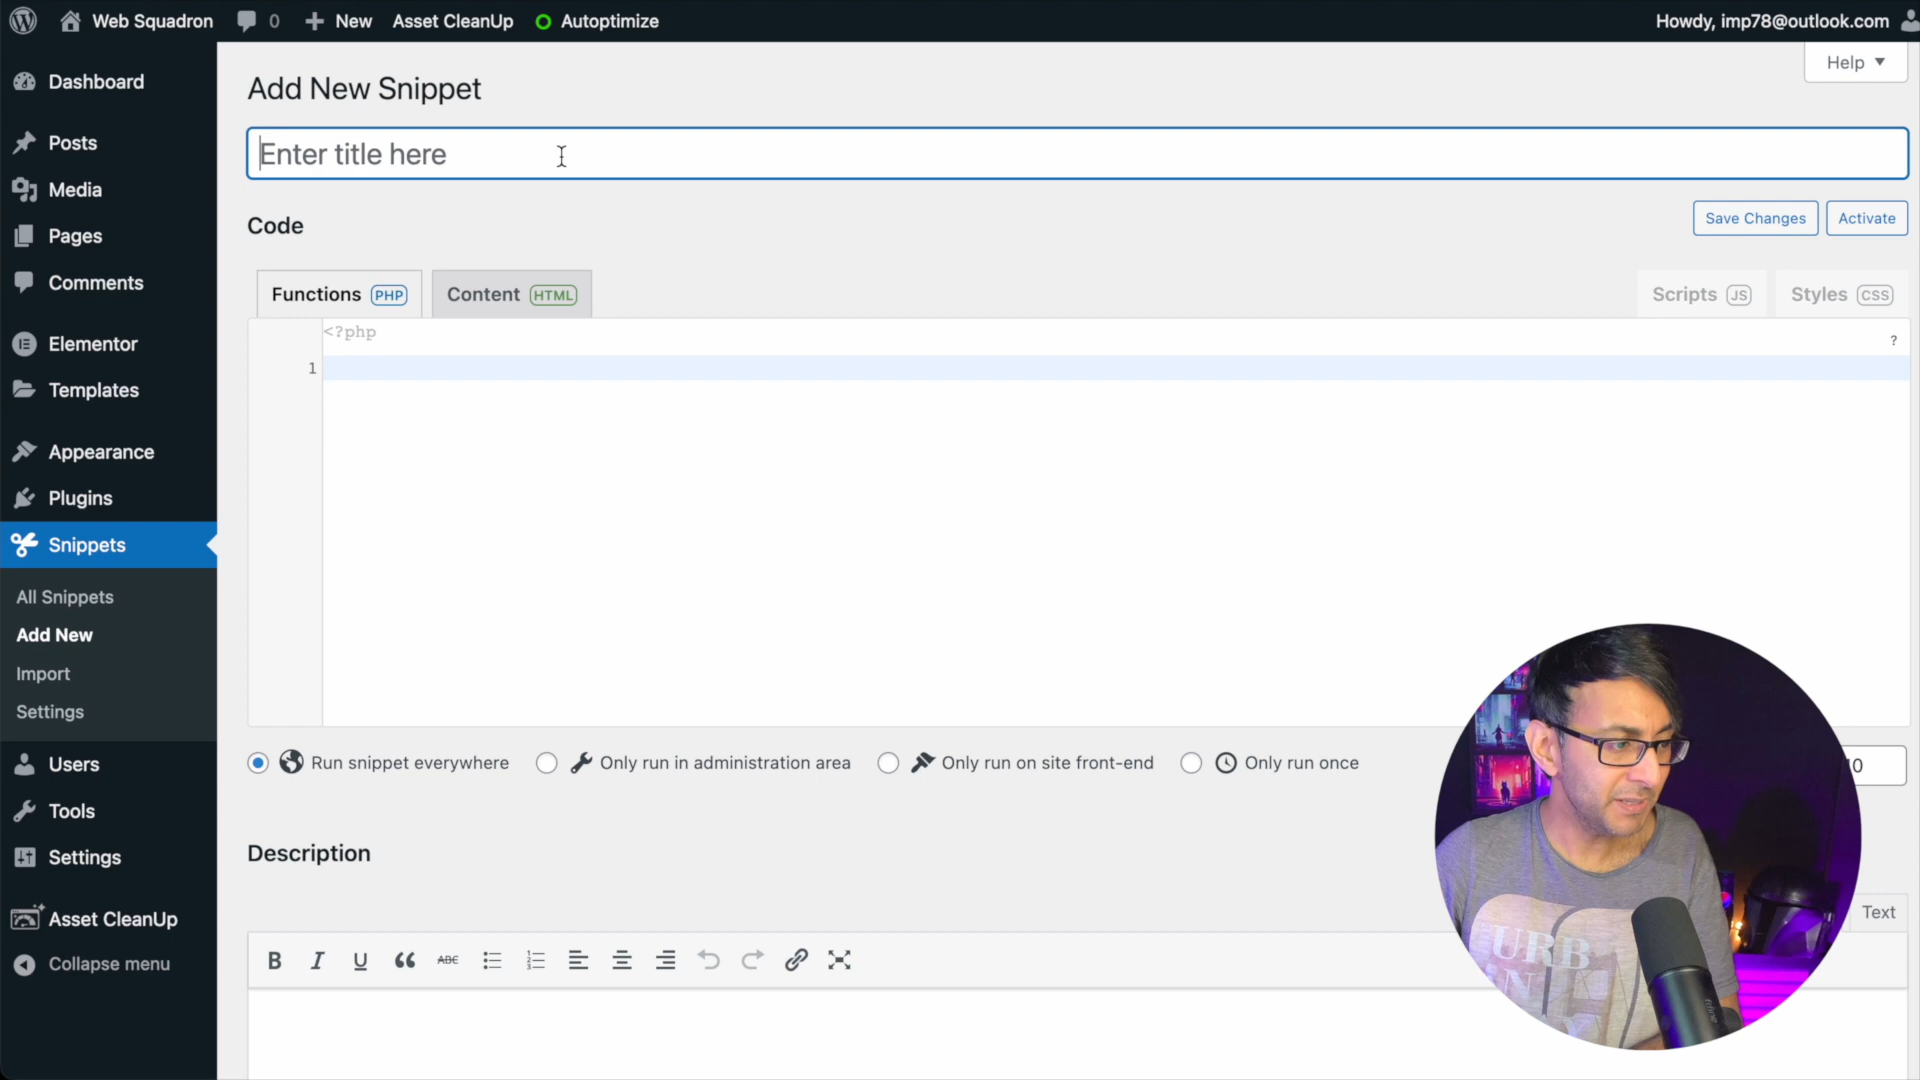 Web Squadron
0
New
Asset CleanUp
Autoptimize
Howdy, imp78@outlook.com
Help
Dashboard
Posts
Media
Pages
Comments
Elementor
Templates
Appearance
Plugins
Snippets
All Snippets
Add New
Import
Settings
Users
Tools
Settings
Asset CleanUp
Collapse menu
Add New Snippet
Enter title here
Code
Save Changes
Activate
Functions PHP
Content HTML
Scripts JS
Styles CSS
<?php
?
1
Run snippet everywhere
Only run in administration area
Only run on site front-end
Only run once
Description
Text
B I U ABC
URB